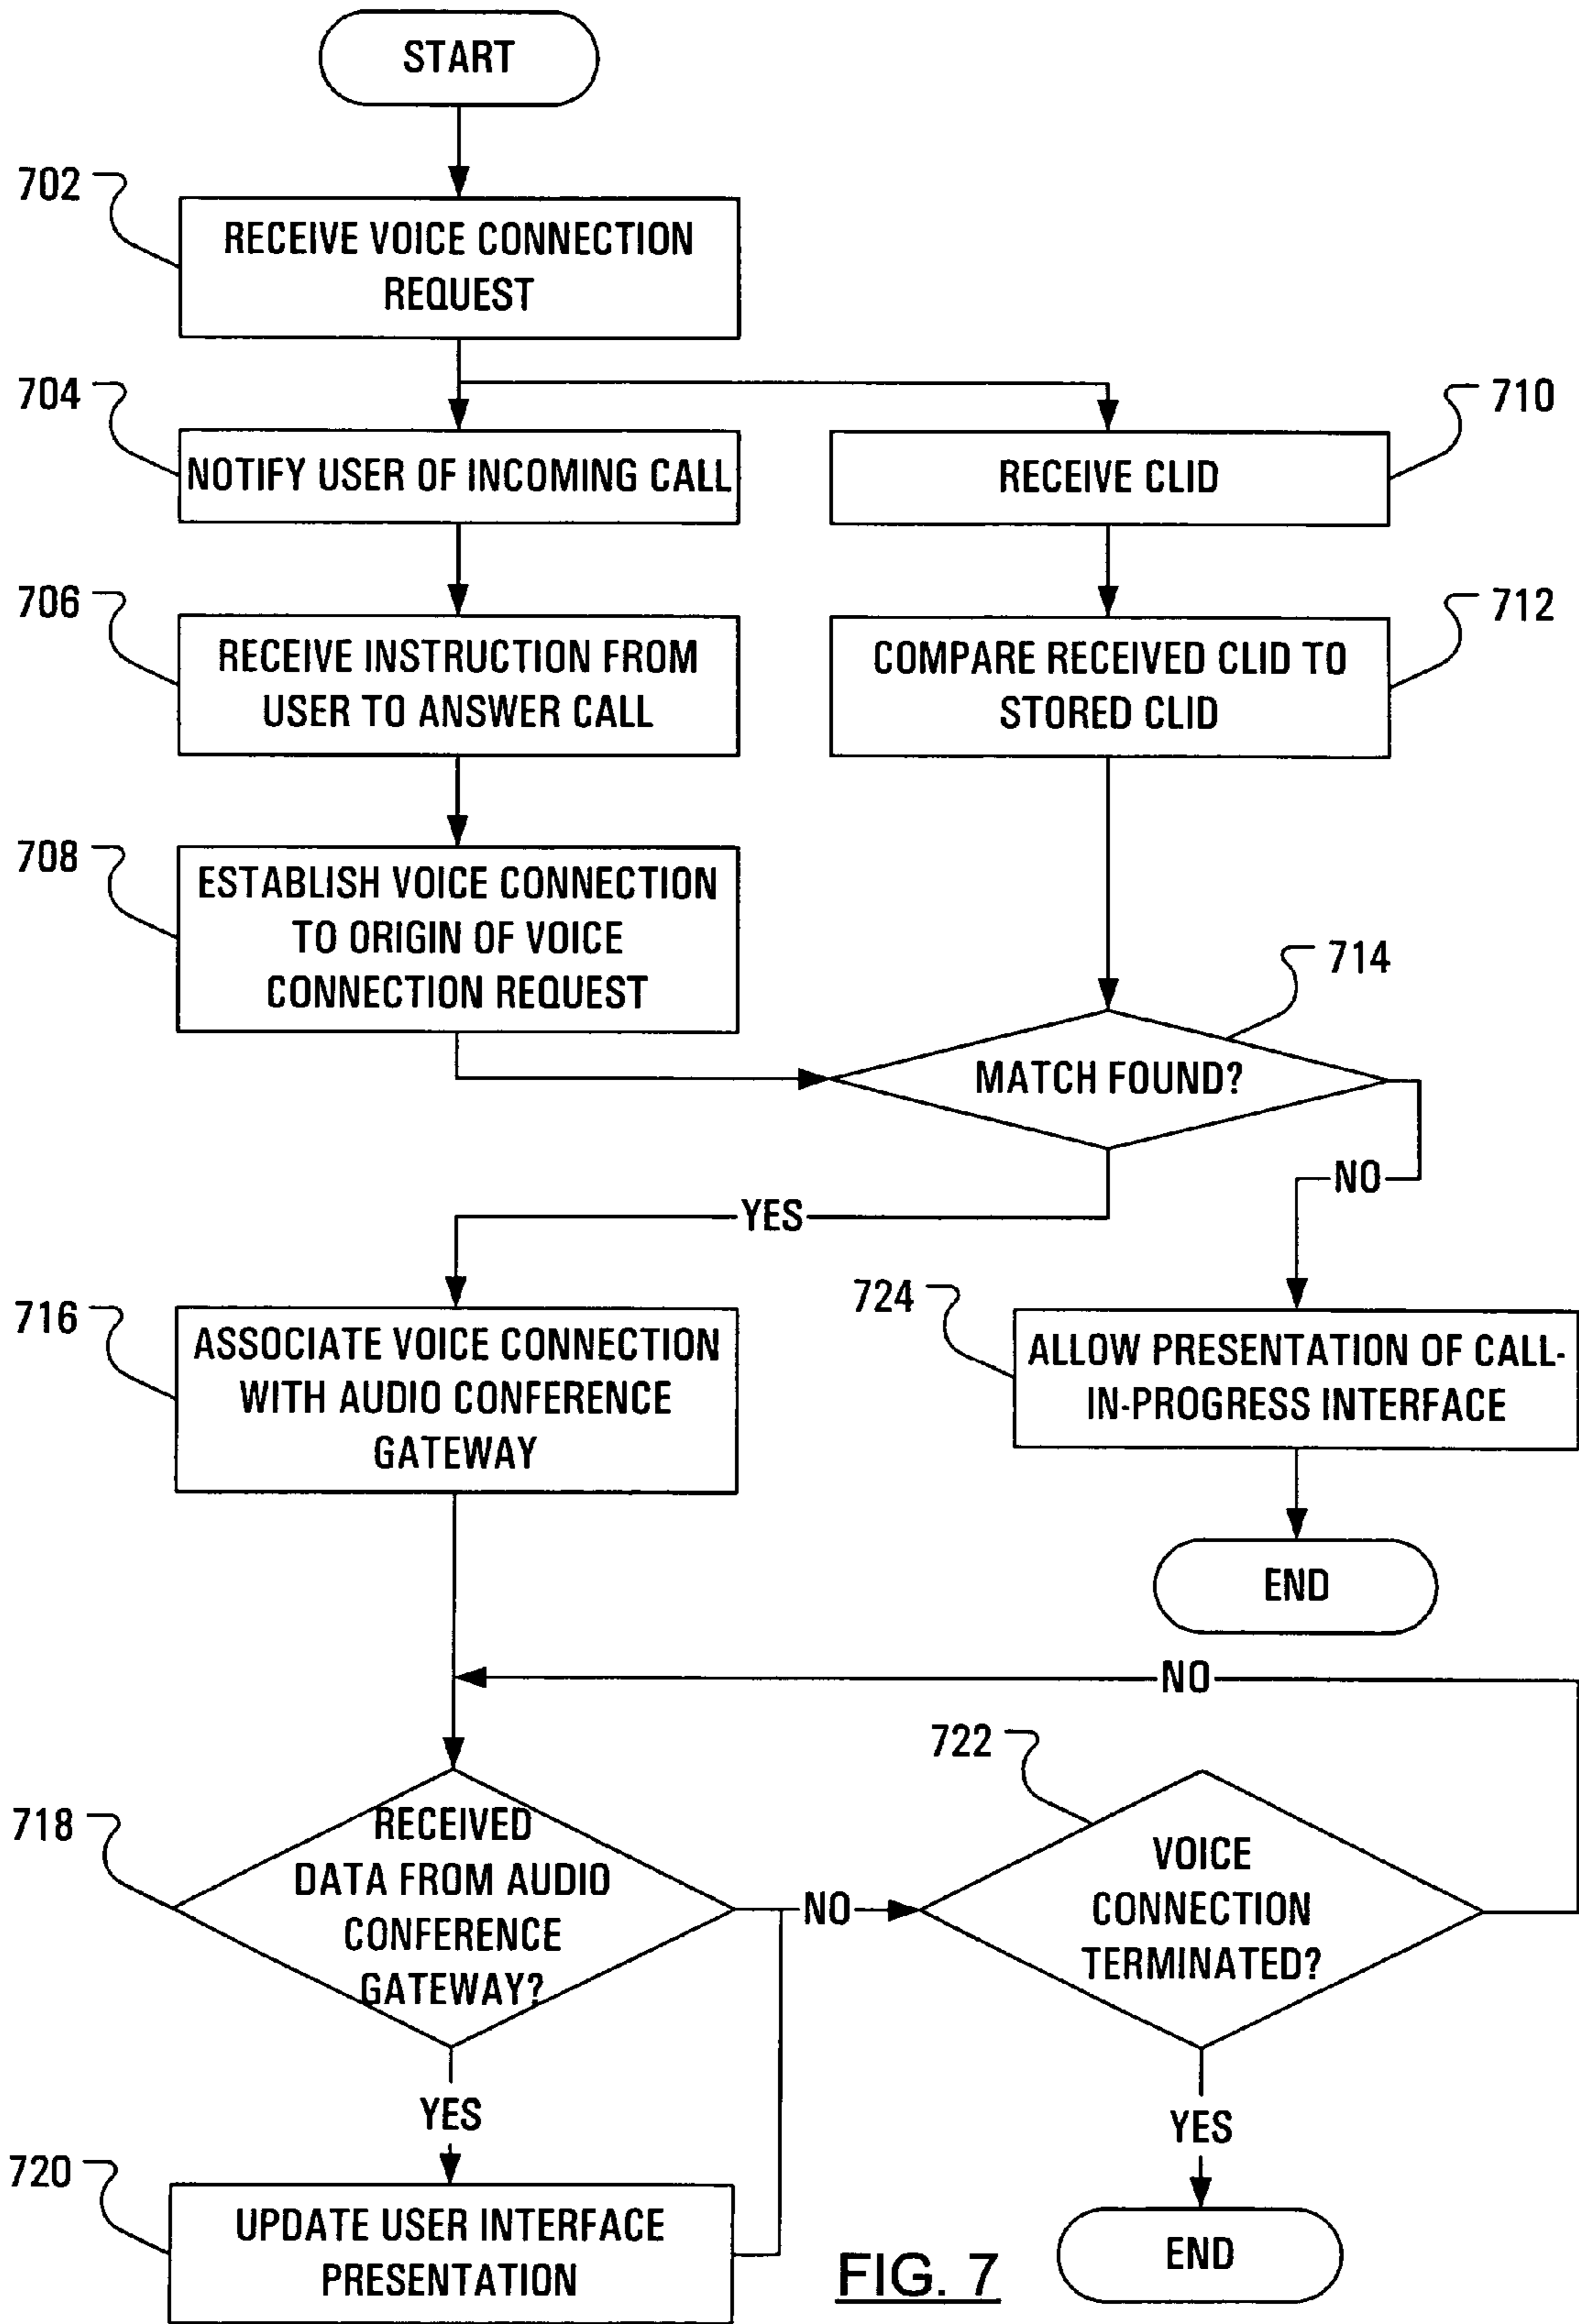 START
702
RECEIVE VOICE CONNECTION
REQUEST
704
NOTIFY USER OF INCOMING CALL
710
RECEIVE CLID
706
RECEIVE INSTRUCTION FROM
USER TO ANSWER CALL
712
COMPARE RECEIVED CLID TO
STORED CLID
708
ESTABLISH VOICE CONNECTION
TO ORIGIN OF VOICE
CONNECTION REQUEST
714
MATCH FOUND?
NO
YES
716
ASSOCIATE VOICE CONNECTION
WITH AUDIO CONFERENCE
GATEWAY
724
ALLOW PRESENTATION OF CALL-
IN-PROGRESS INTERFACE
END
NO
718
RECEIVED
DATA FROM AUDIO
CONFERENCE
GATEWAY?
NO
722
VOICE
CONNECTION
TERMINATED?
YES
YES
720
UPDATE USER INTERFACE
PRESENTATION
END
FIG. 7